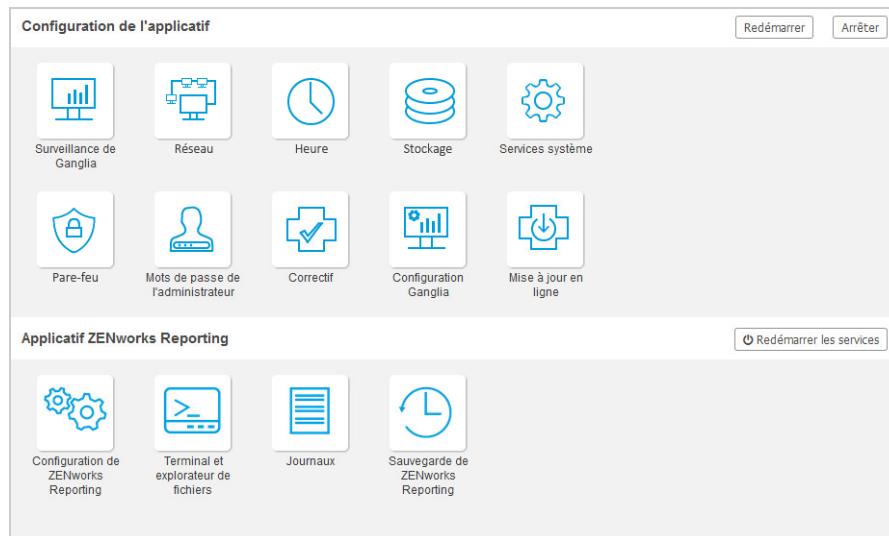 Configuration de l'applicatif
Redémarrer
Arrêter
Surveillance de
Ganglia
Réseau
Heure
Stockage
Services système
Pare-feu
Mots de passe de
l'administrateur
Correctif
Configuration
Ganglia
Mise à jour en
ligne
Applicatif ZENworks Reporting
Redémarrer les services
Configuration de
ZENworks
Reporting
Terminal et
explorateur de
fichiers
Journaux
Sauvegarde de
ZENworks
Reporting